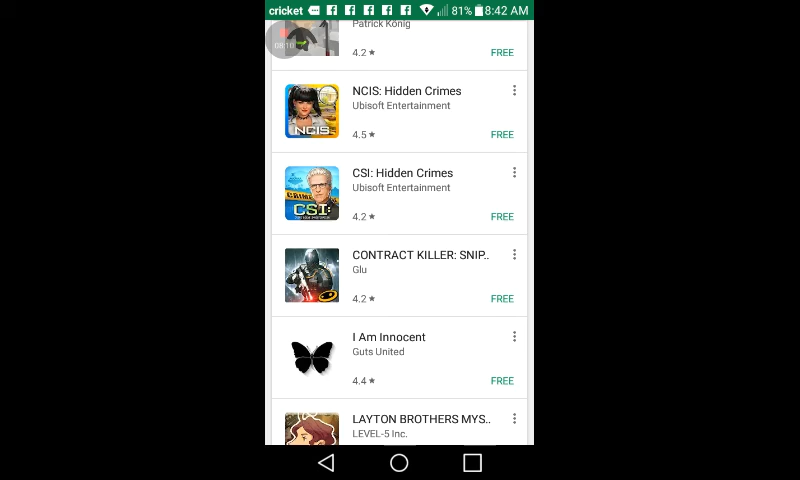 cricket 81% 8:42 AM
Patrick König
08:10
4.2★ FREE
NCIS: Hidden Crimes
Ubisoft Entertainment
NCIS
4.5★ FREE
CSI: Hidden Crimes
Ubisoft Entertainment
CRIME
CSI:
4.2★ FREE
CONTRACT KILLER: SNIP..
Glu
4.2★ FREE
I Am Innocent
Guts United
4.4★ FREE
LAYTON BROTHERS MYS..
LEVEL-5 Inc.